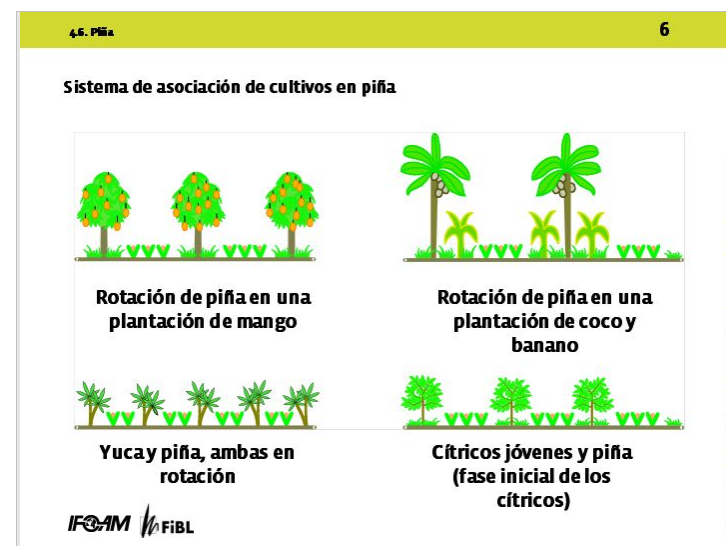 4.6. Piña
6
Sistema de asociación de cultivos en piña
Rotación de piña en una
plantación de mango
Rotación de piña en una
plantación de coco y
banano
Yuca y piña, ambas en
rotación
Cítricos jóvenes y piña
(fase inicial de los
cítricos)
IFOAM FiBL